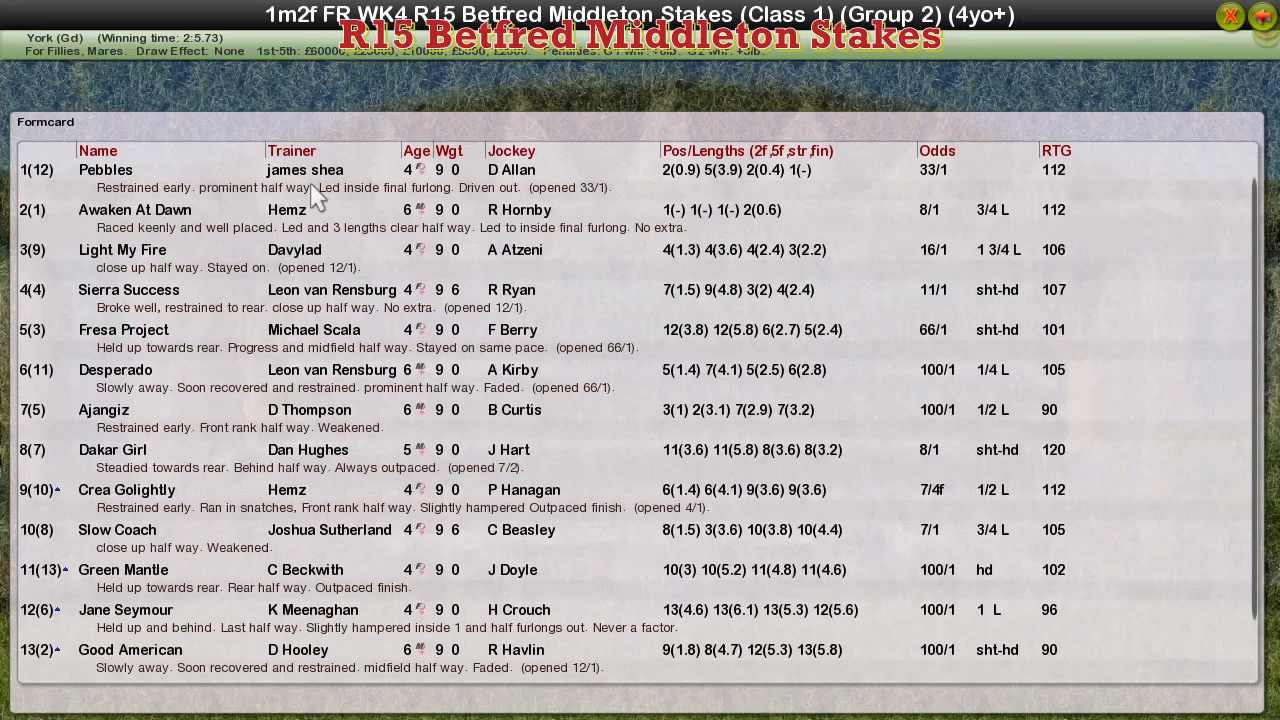 1m2f FR WK4 R15 Betfred Middleton Stakes (Class 1) (Group 2) (4yo+)
R15 Betfred Middleton Stakes
York (Gd) (Winning time: 2:5.73)
For Fillies, Mares. Draw Effect: None 1st-5th: £60000,
Formcard
Name Trainer Age Wgt Jockey Pos/Lengths (2f,5f,str,fin) Odds RTG
1(12) Pebbles james shea 4 F 9 0 D Allan 2(0.9) 5(3.9) 2(0.4) 1(-) 33/1 112
Restrained early. prominent half way. Led inside final furlong. Driven out. (opened 33/1).
2(1) Awaken At Dawn Hemz 6 M 9 0 R Hornby 1(-) 1(-) 1(-) 2(0.6) 8/1 3/4 L 112
Raced keenly and well placed. Led and 3 lengths clear half way. Led to inside final furlong. No extra.
3(9) Light My Fire Davylad 4 F 9 0 A Atzeni 4(1.3) 4(3.6) 4(2.4) 3(2.2) 16/1 1 3/4 L 106
close up half way. Stayed on. (opened 12/1).
4(4) Sierra Success Leon van Rensburg 4 F 9 6 R Ryan 7(1.5) 9(4.8) 3(2) 4(2.4) 11/1 sht-hd 107
Broke well, restrained to rear. close up half way. No extra. (opened 12/1).
5(3) Fresa Project Michael Scala 4 F 9 0 F Berry 12(3.8) 12(5.8) 6(2.7) 5(2.4) 66/1 sht-hd 101
Held up towards rear. Progress and midfield half way. Stayed on same pace. (opened 66/1).
6(11) Desperado Leon van Rensburg 6 M 9 0 A Kirby 5(1.4) 7(4.1) 5(2.5) 6(2.8) 100/1 1/4 L 105
Slowly away. Soon recovered and restrained. prominent half way. Faded. (opened 66/1).
7(5) Ajangiz D Thompson 6 M 9 0 B Curtis 3(1) 2(3.1) 7(2.9) 7(3.2) 100/1 1/2 L 90
Restrained early. Front rank half way. Weakened.
8(7) Dakar Girl Dan Hughes 5 M 9 0 J Hart 11(3.6) 11(5.8) 8(3.6) 8(3.2) 8/1 sht-hd 120
Steadied towards rear. Behind half way. Always outpaced. (opened 7/2).
9(10) Crea Golightly Hemz 4 F 9 0 P Hanagan 6(1.4) 6(4.1) 9(3.6) 9(3.6) 7/4f 1/2 L 112
Restrained early. Ran in snatches, Front rank half way. Slightly hampered Outpaced finish. (opened 4/1).
10(8) Slow Coach Joshua Sutherland 4 F 9 6 C Beasley 8(1.5) 3(3.6) 10(3.8) 10(4.4) 7/1 3/4 L 105
close up half way. Weakened.
11(13) Green Mantle C Beckwith 4 F 9 0 J Doyle 10(3) 10(5.2) 11(4.8) 11(4.6) 100/1 hd 102
Held up towards rear. Rear half way. Outpaced finish.
12(6) Jane Seymour K Meenaghan 4 F 9 0 H Crouch 13(4.6) 13(6.1) 13(5.3) 12(5.6) 100/1 1 L 96
Held up and behind. Last half way. Slightly hampered inside 1 and half furlongs out. Never a factor.
13(2) Good American D Hooley 6 M 9 0 R Havlin 9(1.8) 8(4.7) 12(5.3) 13(5.8) 100/1 sht-hd 90
Slowly away. Soon recovered and restrained. midfield half way. Faded. (opened 12/1).